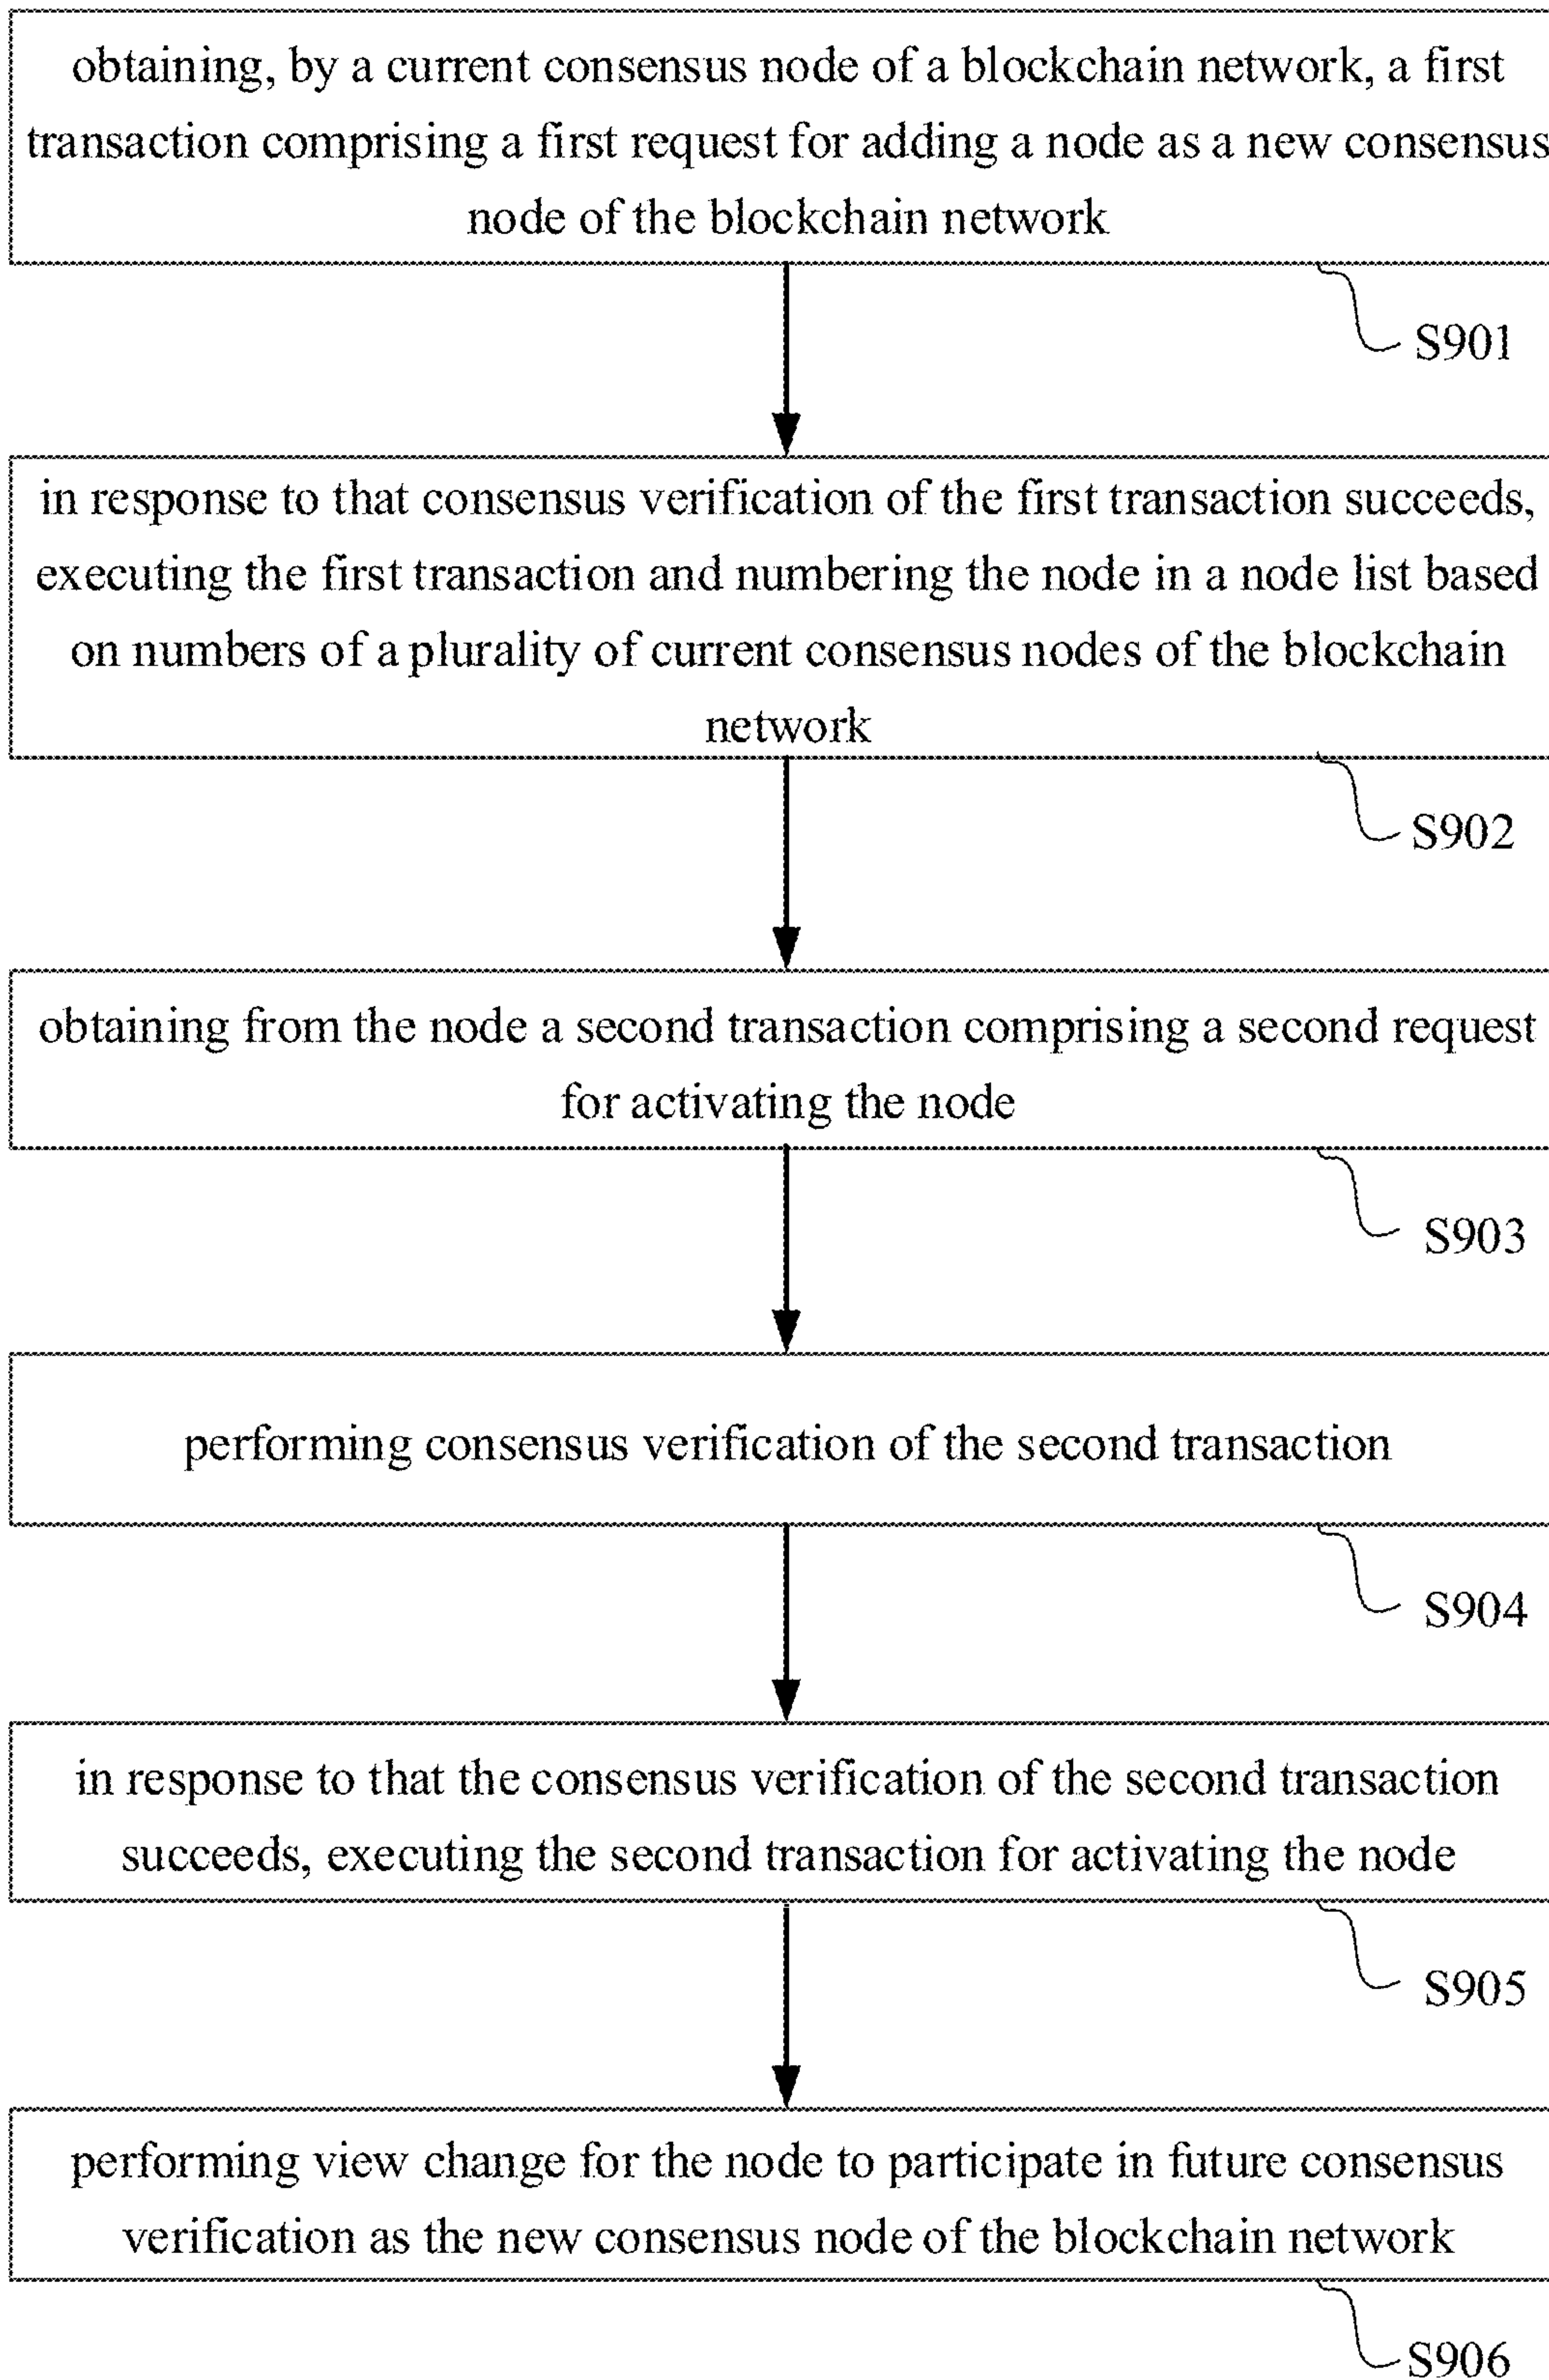 obtaining, by a current consensus node of a blockchain network, a first
transaction comprising a first request for adding a node as a new consensus
node of the blockchain network
S901
in response to that consensus verification of the first transaction succeeds,
executing the first transaction and numbering the node in a node list based
on numbers of a plurality of current consensus nodes of the blockchain
network
S902
obtaining from the node a second transaction comprising a second request
for activating the node
S903
performing consensus verification of the second transaction
S904
in response to that the consensus verification of the second transaction
succeeds, executing the second transaction for activating the node
S905
performing view change for the node to participate in future consensus
verification as the new consensus node of the blockchain network
S906